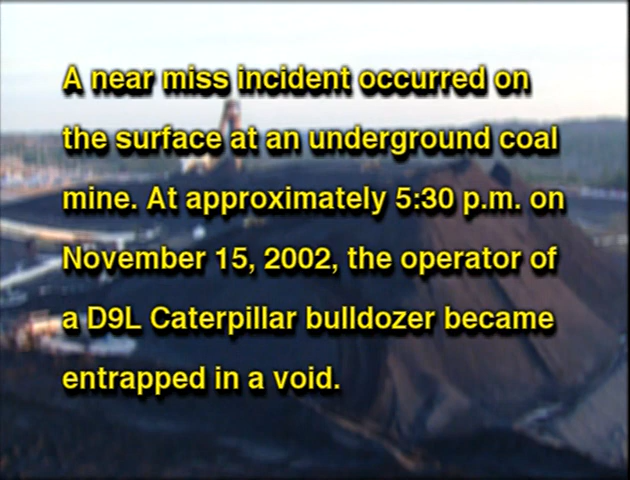 A near miss incident occurred on
the surface at an underground coal
mine. At approximately 5:30 p.m. on
November 15, 2002, the operator of
a D9L Caterpillar bulldozer became
entrapped in a void.